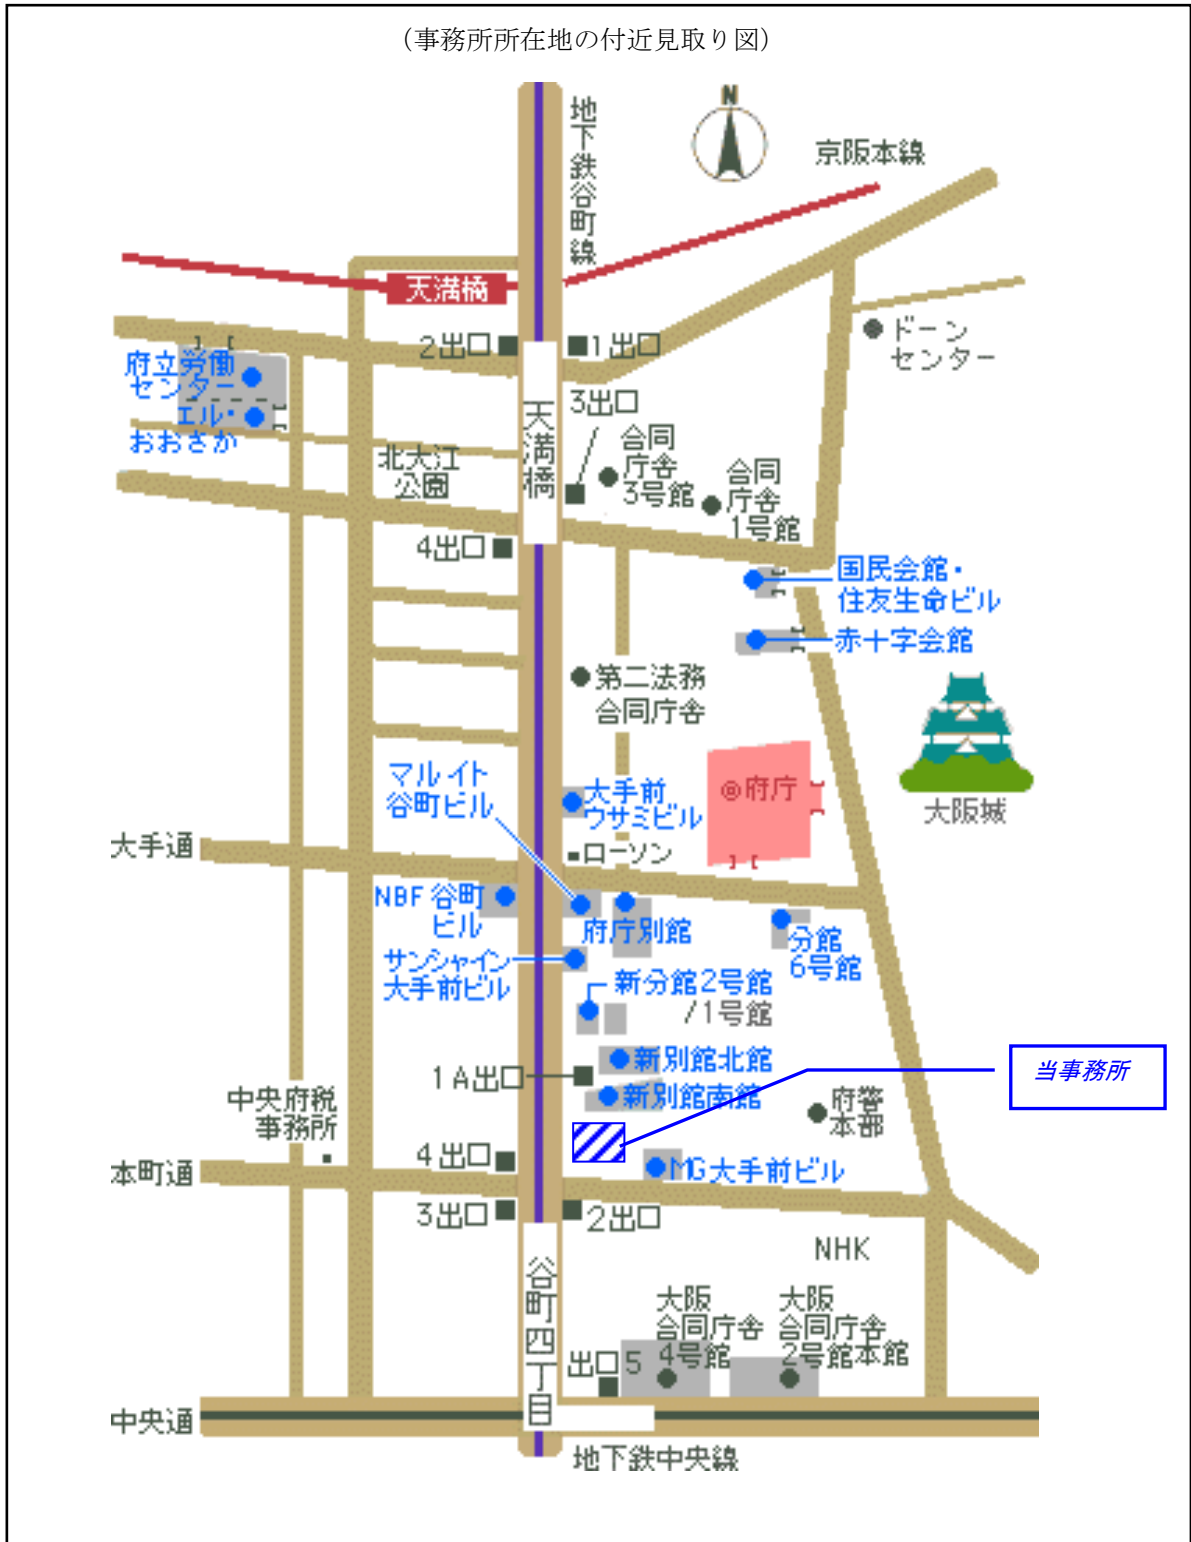 （事務所所在地の付近見取り図）
N
地下鉄谷町線
京阪本線
天満橋
2出口
1出口
ドーン
センター
府立労働
センター
エル・
おおさか
3出口
天満橋
合同
庁舎
3号館
合同
庁舎
1号館
北大江
公園
4出口
国民会館・
住友生命ビル
赤十字会館
第二法務
合同庁舎
マルイト
谷町ビル
大手前
ウサミビル
府庁
大阪城
大手通
ローソン
NBF谷町
ビル
府庁別館
分館
6号館
サンシャイン
大手前ビル
新分館2号館
/1号館
新別館北館
1A出口
新別館南館
当事務所
中央府税
事務所
府警
本部
4出口
本町通
MG大手前ビル
3出口
2出口
NHK
谷町四丁目
大阪
合同庁舎
4号館
大阪
合同庁舎
2号館本館
出口5
中央通
地下鉄中央線